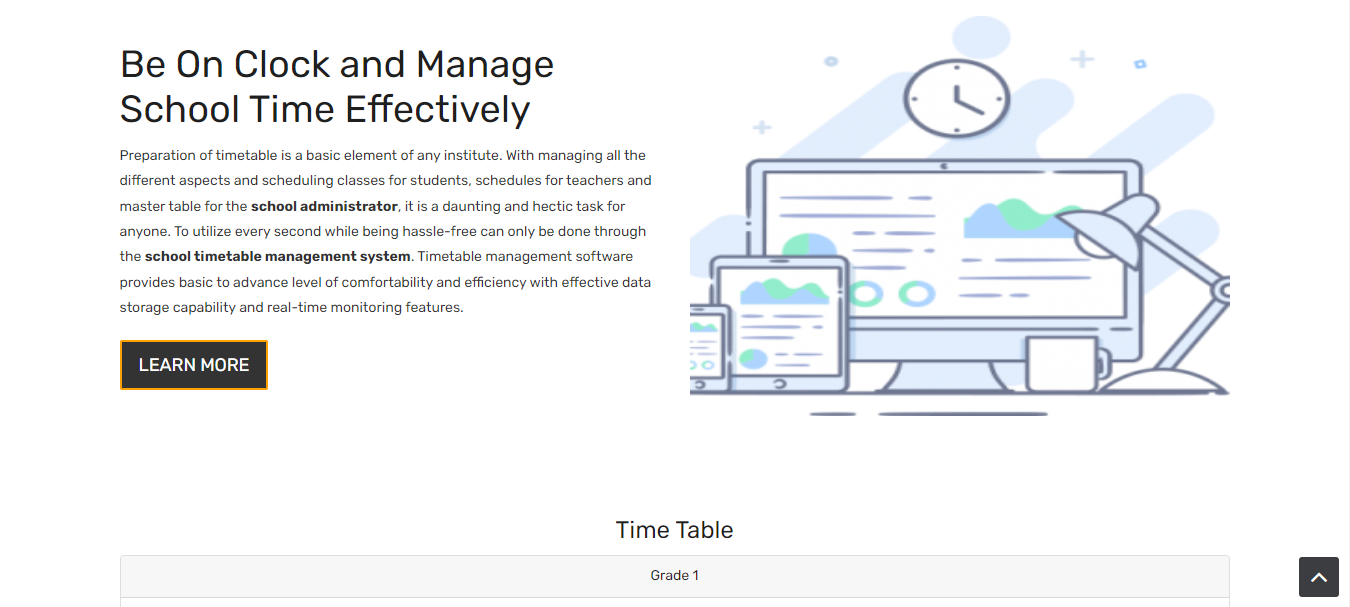 Be On Clock and Manage
School Time Effectively
Preparation of timetable is a basic element of any institute. With managing all the
different aspects and scheduling classes for students, schedules for teachers and
master table for the school administrator, it is a daunting and hectic task for
anyone. To utilize every second while being hassle-free can only be done through
the school timetable management system. Timetable management software
provides basic to advance level of comfortability and efficiency with effective data
storage capability and real-time monitoring features.
LEARN MORE
Time Table
Grade 1